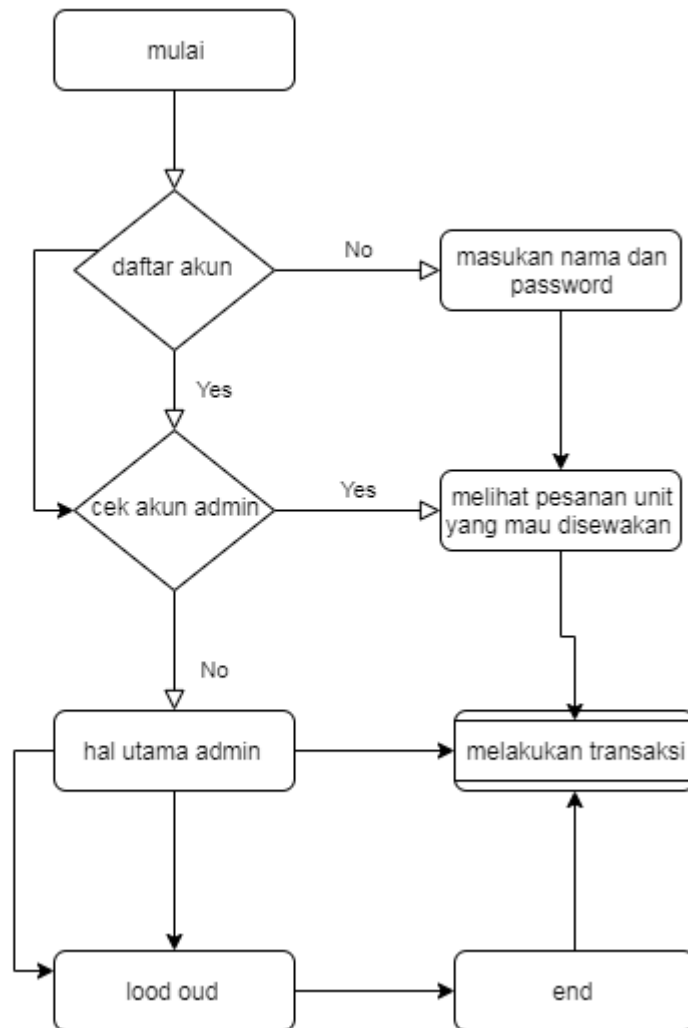 mulai
daftar akun
No
masukan nama dan
password
Yes
cek akun admin
Yes
melihat pesanan unit
yang mau disewakan
No
hal utama admin
melakukan transaksi
lood oud
end